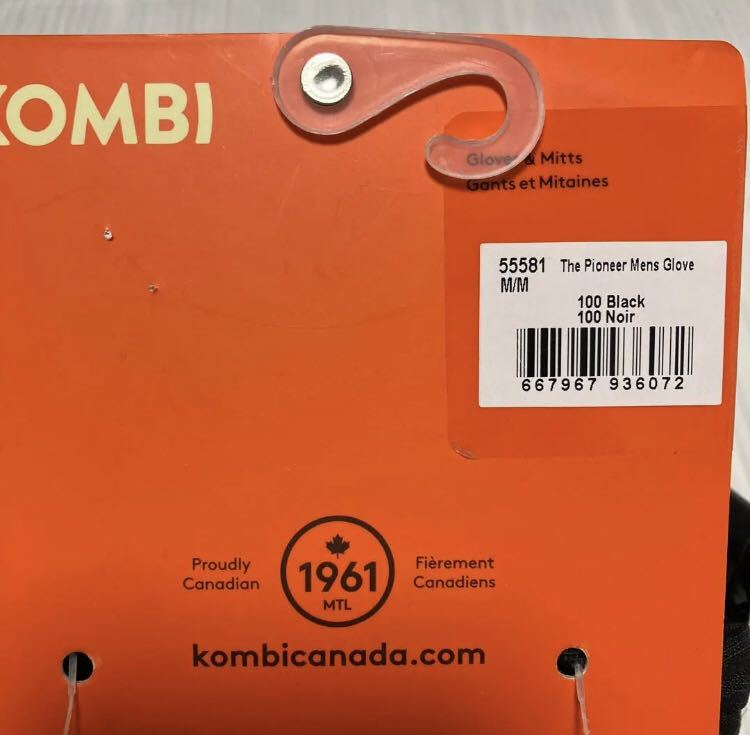 KOMBI
Gloves & Mitts
Gants et Mitaines
55581 The Pioneer Mens Glove
M/M
100 Black
100 Noir
667967 936072
Proudly
Canadian
1961
MTL
Fièrement
Canadiens
kombicanada.com